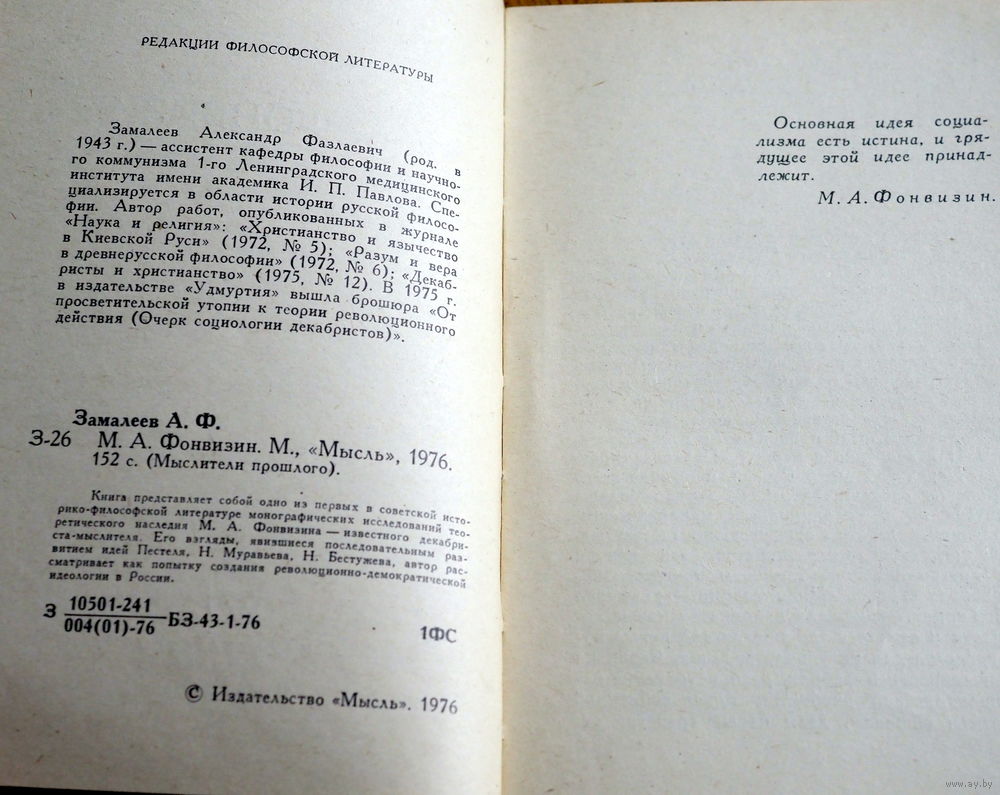 РЕДАКЦИИ ФИЛОСОФСКОЙ ЛИТЕРАТУРЫ
Замалеев Александр Фазлаевич (род. в
1943 г.) — ассистент кафедры философии и научно-
го коммунизма 1-го Ленинградского медицинского
института имени академика И. П. Павлова. Спе-
циализируется в области истории русской филосо-
фии. Автор работ, опубликованных в журнале
«Наука и религия»: «Христианство и язычество
в Киевской Руси» (1972, № 5); «Разум и вера
в древнерусской философии» (1972, № 6); «Декаб-
ристы и христианство» (1975, № 12). В 1975 г.
в издательстве «Удмуртия» вышла брошюра «От
просветительской утопии к теории революционного
действия (Очерк социологии декабристов)».
Замалеев А. Ф.
З-26 М. А. Фонвизин. М., «Мысль», 1976.
152 с. (Мыслители прошлого).
Книга представляет собой одно из первых в советской исто-
рико-философской литературе монографических исследований тео-
ретического наследия М. А. Фонвизина — известного декабри-
ста-мыслителя. Его взгляды, явившиеся последовательным раз-
витием идей Пестеля, Н. Муравьева, Н. Бестужева, автор рас-
сматривает как попытку создания революционно-демократической
идеологии в России.
З 10501-241
004(01)-76 БЗ-43-1-76
1ФС
© Издательство «Мысль». 1976
Основная идея социа-
лизма есть истина, и гря-
дущее этой идее принад-
лежит.
М. А. Фонвизин.
www.ay.by